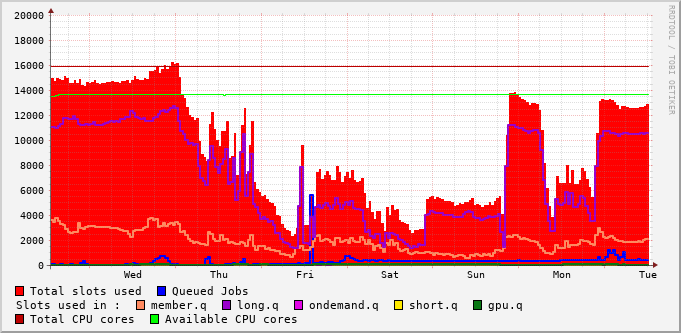 RRDTOOL / TOBI OETIKER
20000
18000
16000
14000
12000
10000
8000
6000
4000
2000
0
Wed Thu Fri Sat Sun Mon Tue
Total slots used Queued Jobs
Slots used in : member.q long.q ondemand.q short.q gpu.q
Total CPU cores Available CPU cores